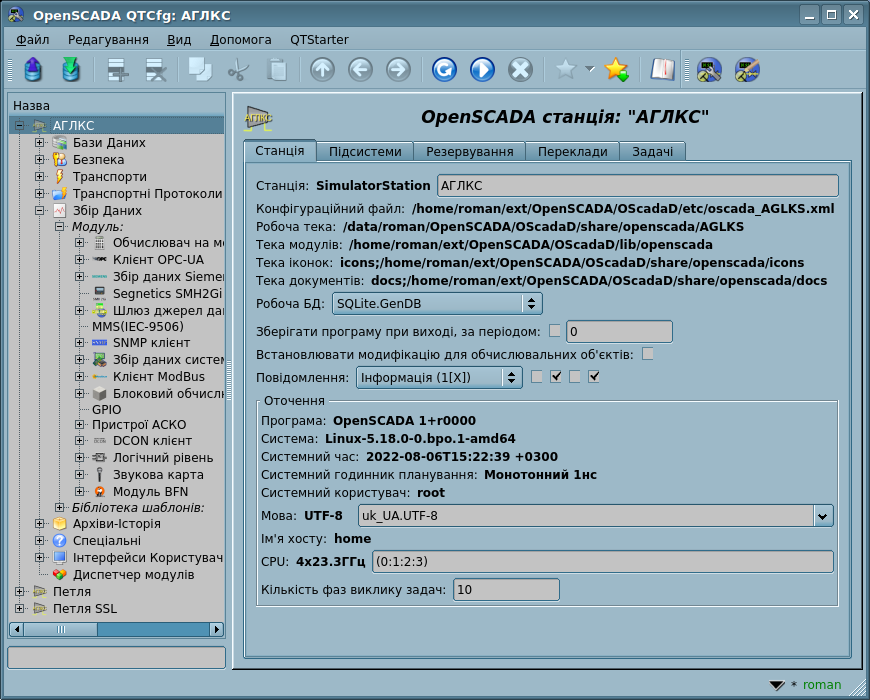 OpenSCADA QTCfg: АГЛКС
Файл Редагування Вид Допомога QTStarter
Назва
АГЛКС
Бази Даних
Безпека
Транспорти
Транспортні Протоколи
Збір Даних
Модуль:
Обчислювач на м
Клієнт OPC-UA
Збір даних Sieme
Segnetics SMH2Gi
Шлюз джерел да
MMS(IEC-9506)
SNMP клієнт
Збір даних систем
Клієнт ModBus
Блоковий обчисл
GPIO
Пристрої АСКО
DCON клієнт
Логічний рівень
Звукова карта
Модуль BFN
Бібліотека шаблонів:
Архіви-Історія
Спеціальні
Інтерфейси Користувач
Диспетчер модулів
Петля
Петля SSL
АГЛКС
OpenSCADA станція: "АГЛКС"
Станція Підсистеми Резервування Переклади Задачі
Станція: SimulatorStation АГЛКС
Конфігураційний файл: /home/roman/ext/OpenSCADA/OScadaD/etc/oscada_AGLKS.xml
Робоча тека: /data/roman/OpenSCADA/OScadaD/share/openscada/AGLKS
Тека модулів: /home/roman/ext/OpenSCADA/OScadaD/lib/openscada
Тека іконок: icons;/home/roman/ext/OpenSCADA/OScadaD/share/openscada/icons
Тека документів: docs;/home/roman/ext/OpenSCADA/OScadaD/share/openscada/docs
Робоча БД: SQLite.GenDB
Зберігати програму при виході, за періодом: 0
Встановлювати модифікацію для обчислювальних об'єктів:
Повідомлення: Інформація (1[X])
Оточення
Програма: OpenSCADA 1+r0000
Система: Linux-5.18.0-0.bpo.1-amd64
Системний час: 2022-08-06T15:22:39 +0300
Системний годинник планування: Монотонний 1нс
Системний користувач: root
Мова: UTF-8 uk_UA.UTF-8
Ім'я хосту: home
CPU: 4x23.3ГГц (0:1:2:3)
Кількість фаз виклику задач: 10
* roman